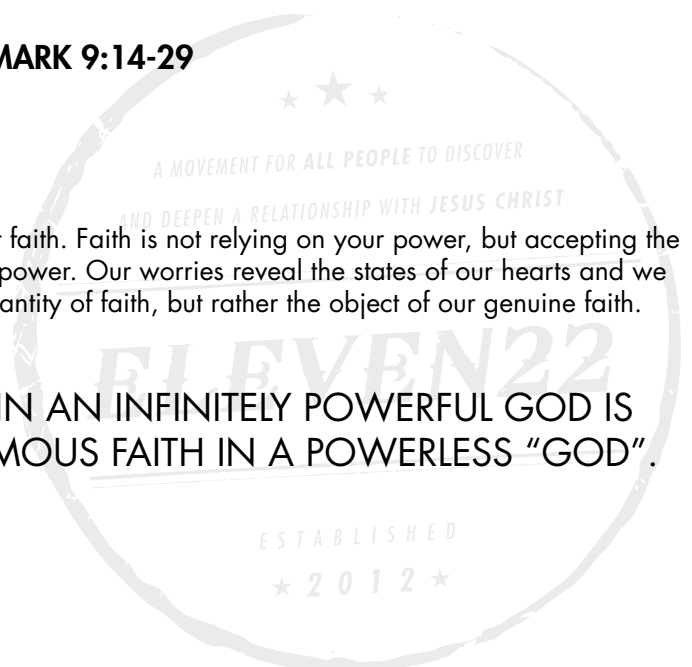 MARK 9:14-29
A MOVEMENT FOR ALL PEOPLE TO DISCOVER
AND DEEPEN A RELATIONSHIP WITH JESUS CHRIST
faith. Faith is not relying on your power, but accepting the
power. Our worries reveal the states of our hearts and we
antity of faith, but rather the object of our genuine faith.
ELEVEN22
IN AN INFINITELY POWERFUL GOD IS
MOUS FAITH IN A POWERLESS “GOD”.
ESTABLISHED
2012